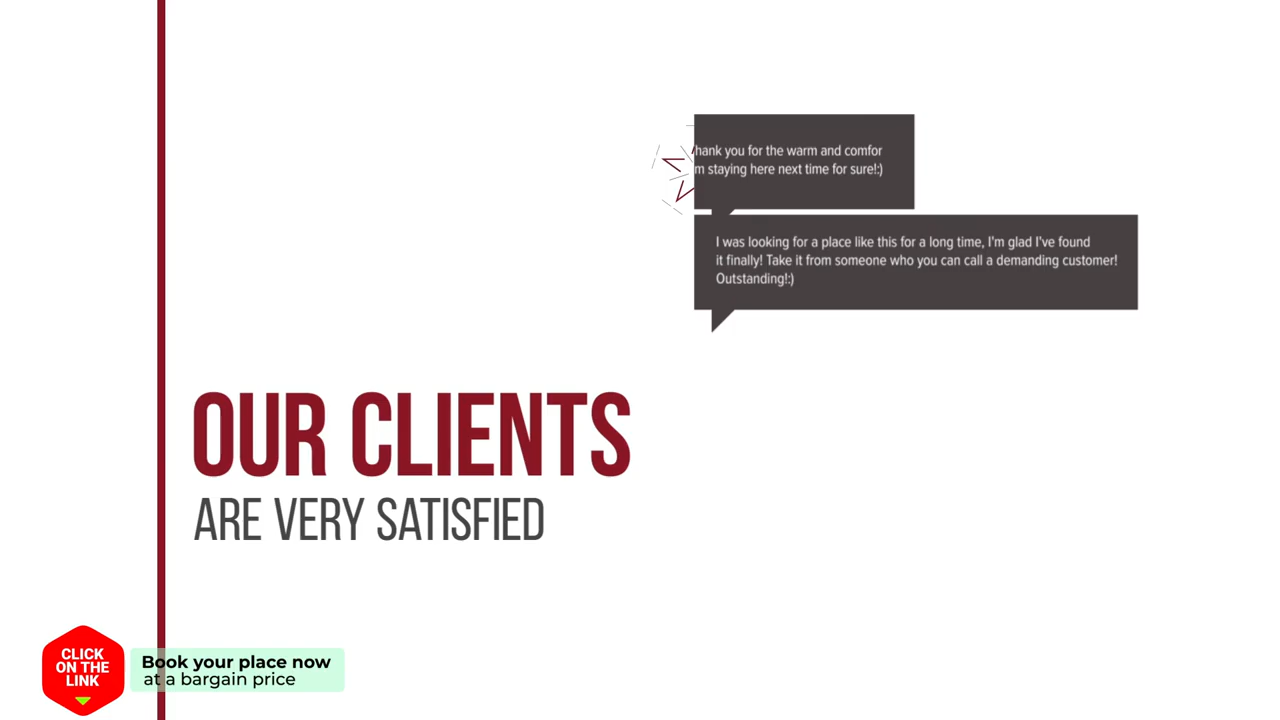 hank you for the warm and comfor
m staying here next time for sure!:)
I was looking for a place like this for a long time, I'm glad I've found
it finally! Take it from someone who you can call a demanding customer!
Outstanding!:)
OUR CLIENTS
ARE VERY SATISFIED
CLICK
ON THE
LINK
Book your place now
at a bargain price